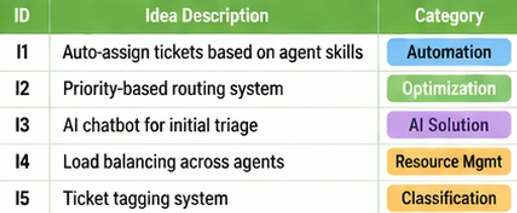 ID Idea Description Category
I1 Auto-assign tickets based on agent skills Automation
I2 Priority-based routing system Optimization
I3 AI chatbot for initial triage AI Solution
I4 Load balancing across agents Resource Mgmt
I5 Ticket tagging system Classification